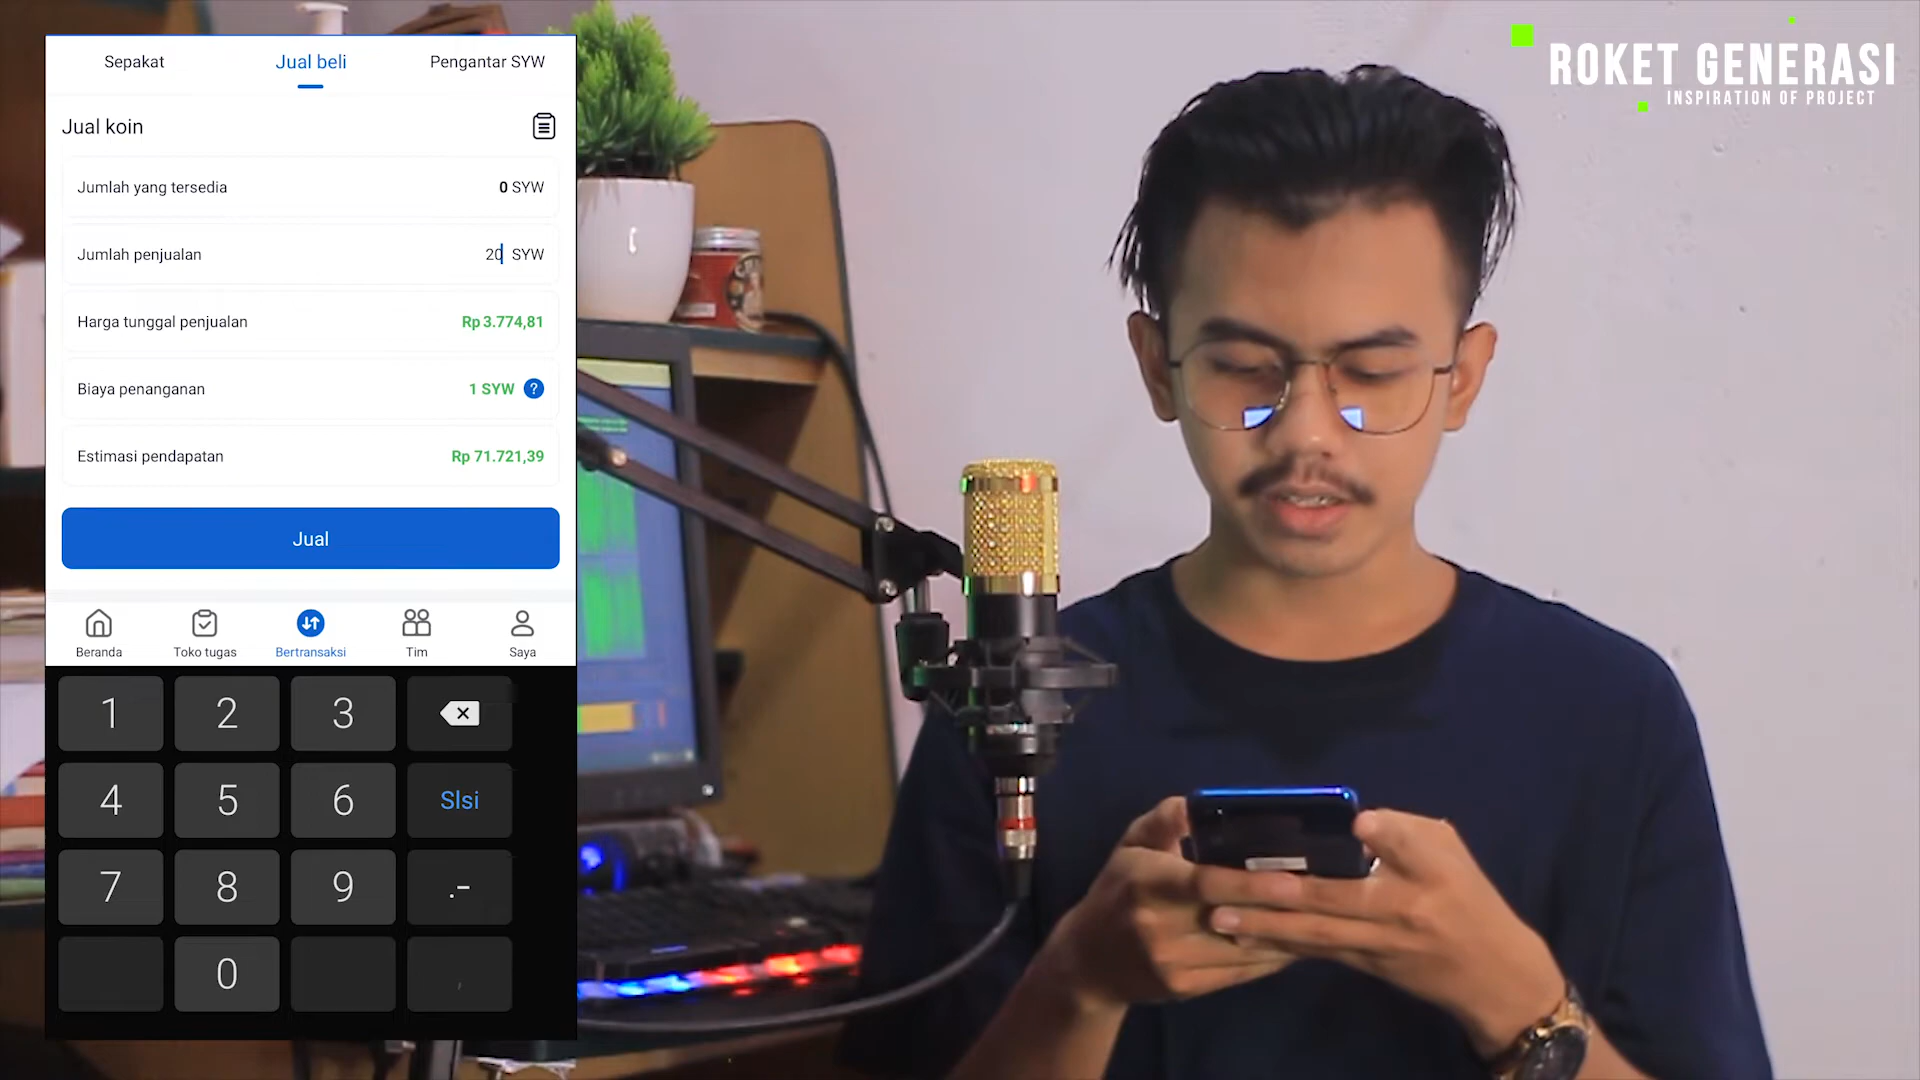 Sepakat
Jual beli
Pengantar SYW
Jual koin
Jumlah yang tersedia
0 SYW
Jumlah penjualan
20 SYW
Harga tunggal penjualan
Rp 3.774,81
Biaya penanganan
1 SYW ?
Estimasi pendapatan
Rp 71.721,39
Jual
Beranda
Toko tugas
Bertransaksi
Tim
Saya
1 2 3
4 5 6 Slsi
7 8 9 .-
0 ,
ROKET GENERASI
INSPIRATION OF PROJECT